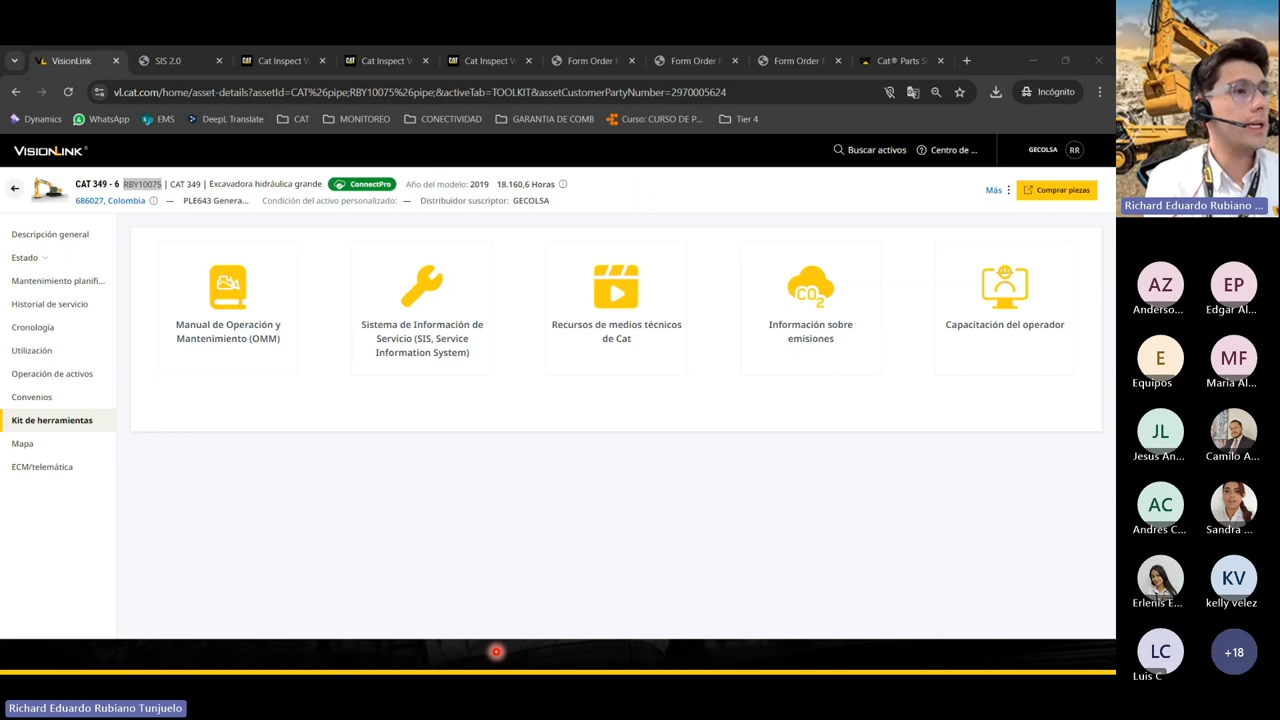 VisionLink
SIS 2.0
Cat Inspect W
Cat Inspect W
Cat Inspect W
Form Order F
Form Order F
Form Order F
Cat® Parts S
vl.cat.com/home/asset-details?assetId=CAT%26pipe;RBY10075%26pipe;&activeTab=TOOLKIT&assetCustomerPartyNumber=2970005624
Incógnito
Dynamics
WhatsApp
EMS
DeepL Translate
CAT
MONITOREO
CONECTIVIDAD
GARANTIA DE COMB
Curso: CURSO DE P...
Tier 4
VISIONLINK®
Buscar activos
Centro de ...
GECOLSA
RR
CAT 349 - 6 RBY10075 | CAT 349 | Excavadora hidráulica grande
ConnectPro
Año del modelo: 2019
18.160,6 Horas
686027, Colombia
— PLE643 Genera...
Condición del activo personalizado: —
Distribuidor suscriptor: GECOLSA
Más
Comprar piezas
Descripción general
Estado
Mantenimiento planifi...
Historial de servicio
Cronología
Utilización
Operación de activos
Convenios
Kit de herramientas
Mapa
ECM/telemática
Manual de Operación y
Mantenimiento (OMM)
Sistema de Información de
Servicio (SIS, Service
Information System)
Recursos de medios técnicos
de Cat
CO2
Información sobre
emisiones
Capacitación del operador
Richard Eduardo Rubiano ...
AZ
Anderso...
EP
Edgar Al...
E
Equipos
MF
Maria Al...
JL
Jesus An...
Camilo A...
AC
Andres C...
Sandra ...
Erlenis E...
KV
kelly velez
LC
Luis C
+18
Richard Eduardo Rubiano Tunjuelo